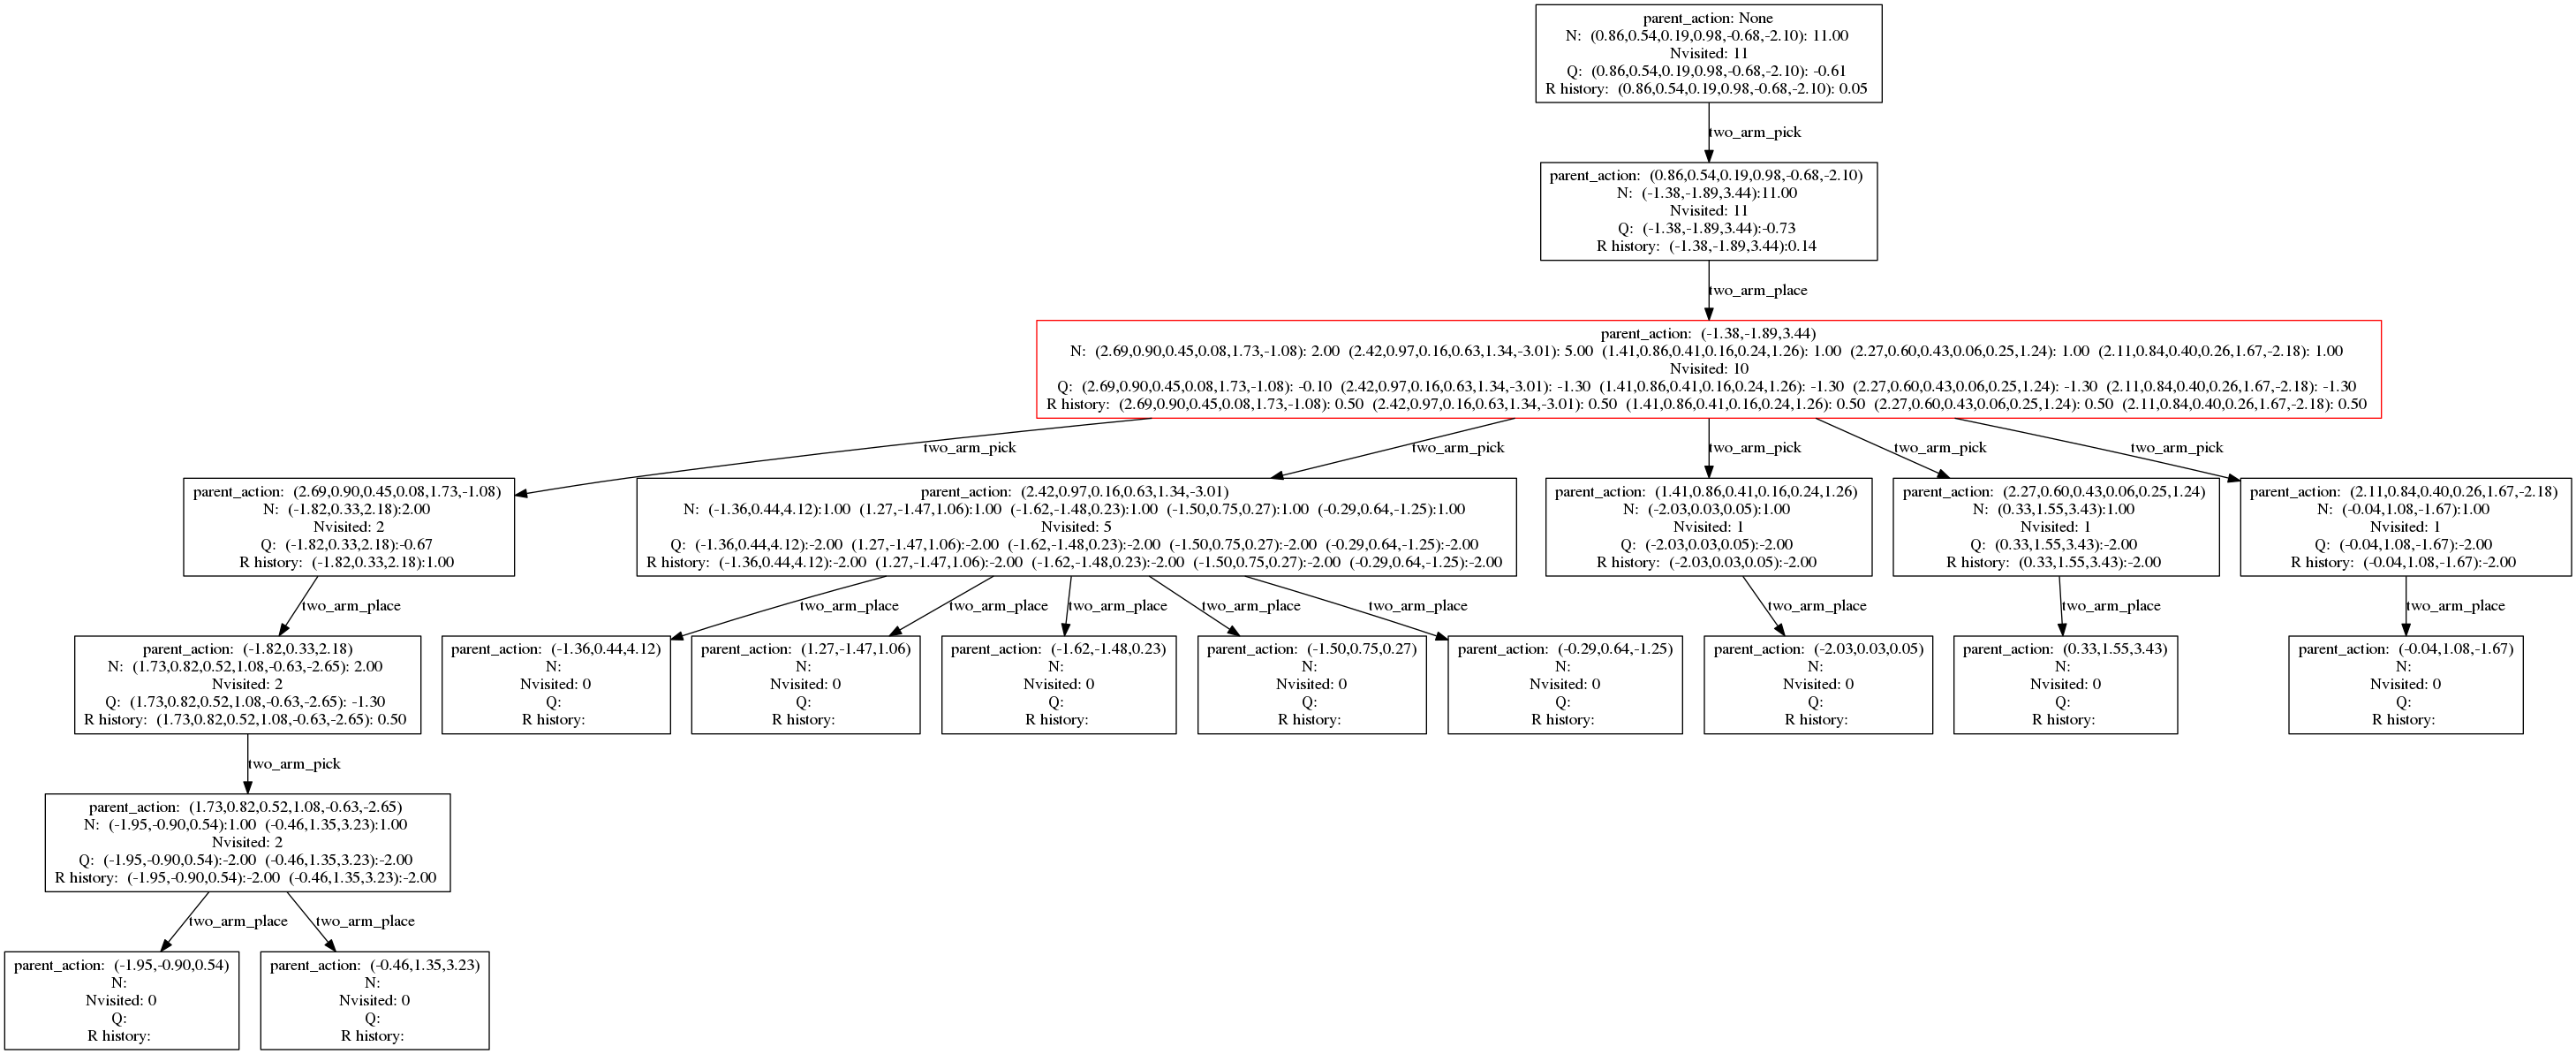 parent_action: None
N: (0.86,0.54,0.19,0.98,-0.68,-2.10): 11.00
Nvisited: 11
Q: (0.86,0.54,0.19,0.98,-0.68,-2.10): -0.61
R history: (0.86,0.54,0.19,0.98,-0.68,-2.10): 0.05
two_arm_pick
parent_action: (0.86,0.54,0.19,0.98,-0.68,-2.10)
N: (-1.38,-1.89,3.44):11.00
Nvisited: 11
Q: (-1.38,-1.89,3.44):-0.73
R history: (-1.38,-1.89,3.44):0.14
two_arm_place
parent_action: (-1.38,-1.89,3.44)
N: (2.69,0.90,0.45,0.08,1.73,-1.08): 2.00 (2.42,0.97,0.16,0.63,1.34,-3.01): 5.00 (1.41,0.86,0.41,0.16,0.24,1.26): 1.00 (2.27,0.60,0.43,0.06,0.25,1.24): 1.00 (2.11,0.84,0.40,0.26,1.67,-2.18): 1.00
Nvisited: 10
Q: (2.69,0.90,0.45,0.08,1.73,-1.08): -0.10 (2.42,0.97,0.16,0.63,1.34,-3.01): -1.30 (1.41,0.86,0.41,0.16,0.24,1.26): -1.30 (2.27,0.60,0.43,0.06,0.25,1.24): -1.30 (2.11,0.84,0.40,0.26,1.67,-2.18): -1.30
R history: (2.69,0.90,0.45,0.08,1.73,-1.08): 0.50 (2.42,0.97,0.16,0.63,1.34,-3.01): 0.50 (1.41,0.86,0.41,0.16,0.24,1.26): 0.50 (2.27,0.60,0.43,0.06,0.25,1.24): 0.50 (2.11,0.84,0.40,0.26,1.67,-2.18): 0.50
two_arm_pick
two_arm_pick
two_arm_pick
two_arm_pick
two_arm_pick
parent_action: (2.69,0.90,0.45,0.08,1.73,-1.08)
N: (-1.82,0.33,2.18):2.00
Nvisited: 2
Q: (-1.82,0.33,2.18):-0.67
R history: (-1.82,0.33,2.18):1.00
parent_action: (2.42,0.97,0.16,0.63,1.34,-3.01)
N: (-1.36,0.44,4.12):1.00 (1.27,-1.47,1.06):1.00 (-1.62,-1.48,0.23):1.00 (-1.50,0.75,0.27):1.00 (-0.29,0.64,-1.25):1.00
Nvisited: 5
Q: (-1.36,0.44,4.12):-2.00 (1.27,-1.47,1.06):-2.00 (-1.62,-1.48,0.23):-2.00 (-1.50,0.75,0.27):-2.00 (-0.29,0.64,-1.25):-2.00
R history: (-1.36,0.44,4.12):-2.00 (1.27,-1.47,1.06):-2.00 (-1.62,-1.48,0.23):-2.00 (-1.50,0.75,0.27):-2.00 (-0.29,0.64,-1.25):-2.00
parent_action: (1.41,0.86,0.41,0.16,0.24,1.26)
N: (-2.03,0.03,0.05):1.00
Nvisited: 1
Q: (-2.03,0.03,0.05):-2.00
R history: (-2.03,0.03,0.05):-2.00
parent_action: (2.27,0.60,0.43,0.06,0.25,1.24)
N: (0.33,1.55,3.43):1.00
Nvisited: 1
Q: (0.33,1.55,3.43):-2.00
R history: (0.33,1.55,3.43):-2.00
parent_action: (2.11,0.84,0.40,0.26,1.67,-2.18)
N: (-0.04,1.08,-1.67):1.00
Nvisited: 1
Q: (-0.04,1.08,-1.67):-2.00
R history: (-0.04,1.08,-1.67):-2.00
two_arm_place
two_arm_place
two_arm_place
two_arm_place
two_arm_place
two_arm_place
two_arm_place
two_arm_place
two_arm_place
parent_action: (-1.82,0.33,2.18)
N: (1.73,0.82,0.52,1.08,-0.63,-2.65): 2.00
Nvisited: 2
Q: (1.73,0.82,0.52,1.08,-0.63,-2.65): -1.30
R history: (1.73,0.82,0.52,1.08,-0.63,-2.65): 0.50
parent_action: (-1.36,0.44,4.12)
N:
Nvisited: 0
Q:
R history:
parent_action: (1.27,-1.47,1.06)
N:
Nvisited: 0
Q:
R history:
parent_action: (-1.62,-1.48,0.23)
N:
Nvisited: 0
Q:
R history:
parent_action: (-1.50,0.75,0.27)
N:
Nvisited: 0
Q:
R history:
parent_action: (-0.29,0.64,-1.25)
N:
Nvisited: 0
Q:
R history:
parent_action: (-2.03,0.03,0.05)
N:
Nvisited: 0
Q:
R history:
parent_action: (0.33,1.55,3.43)
N:
Nvisited: 0
Q:
R history:
parent_action: (-0.04,1.08,-1.67)
N:
Nvisited: 0
Q:
R history:
two_arm_pick
parent_action: (1.73,0.82,0.52,1.08,-0.63,-2.65)
N: (-1.95,-0.90,0.54):1.00 (-0.46,1.35,3.23):1.00
Nvisited: 2
Q: (-1.95,-0.90,0.54):-2.00 (-0.46,1.35,3.23):-2.00
R history: (-1.95,-0.90,0.54):-2.00 (-0.46,1.35,3.23):-2.00
two_arm_place
two_arm_place
parent_action: (-1.95,-0.90,0.54)
N:
Nvisited: 0
Q:
R history:
parent_action: (-0.46,1.35,3.23)
N:
Nvisited: 0
Q:
R history: